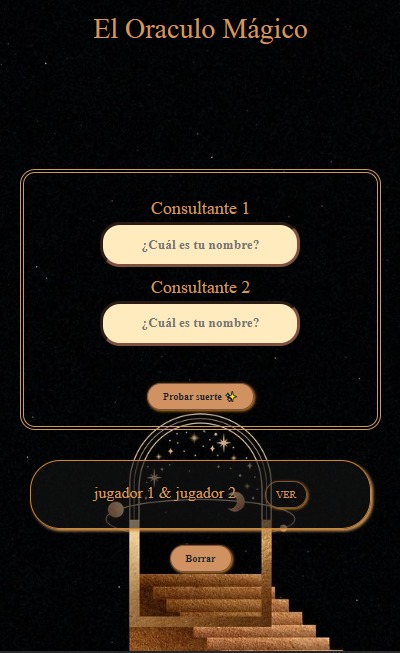 El Oraculo Mágico
Consultante 1
¿Cuál es tu nombre?
Consultante 2
¿Cuál es tu nombre?
Probar suerte ✨
jugador 1 & jugador 2 VER
Borrar